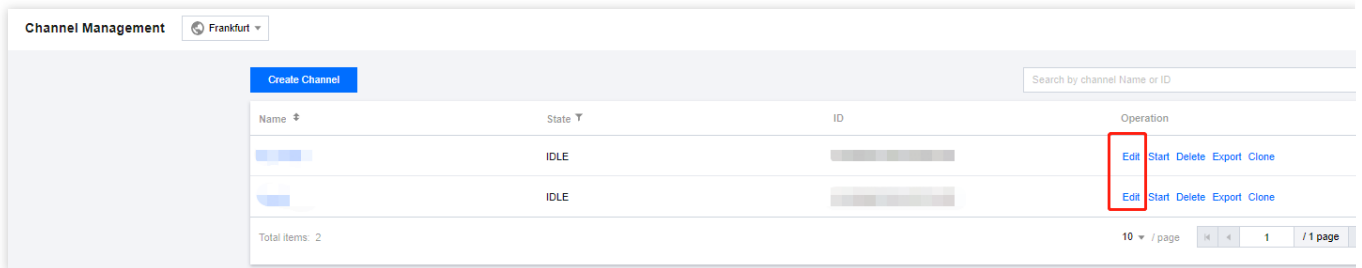 Channel Management Frankfurt
Create Channel Search by channel Name or ID
Name State ID Operation
IDLE Edit Start Delete Export Clone
IDLE Edit Start Delete Export Clone
Total items: 2 10 / page 1 / 1 page